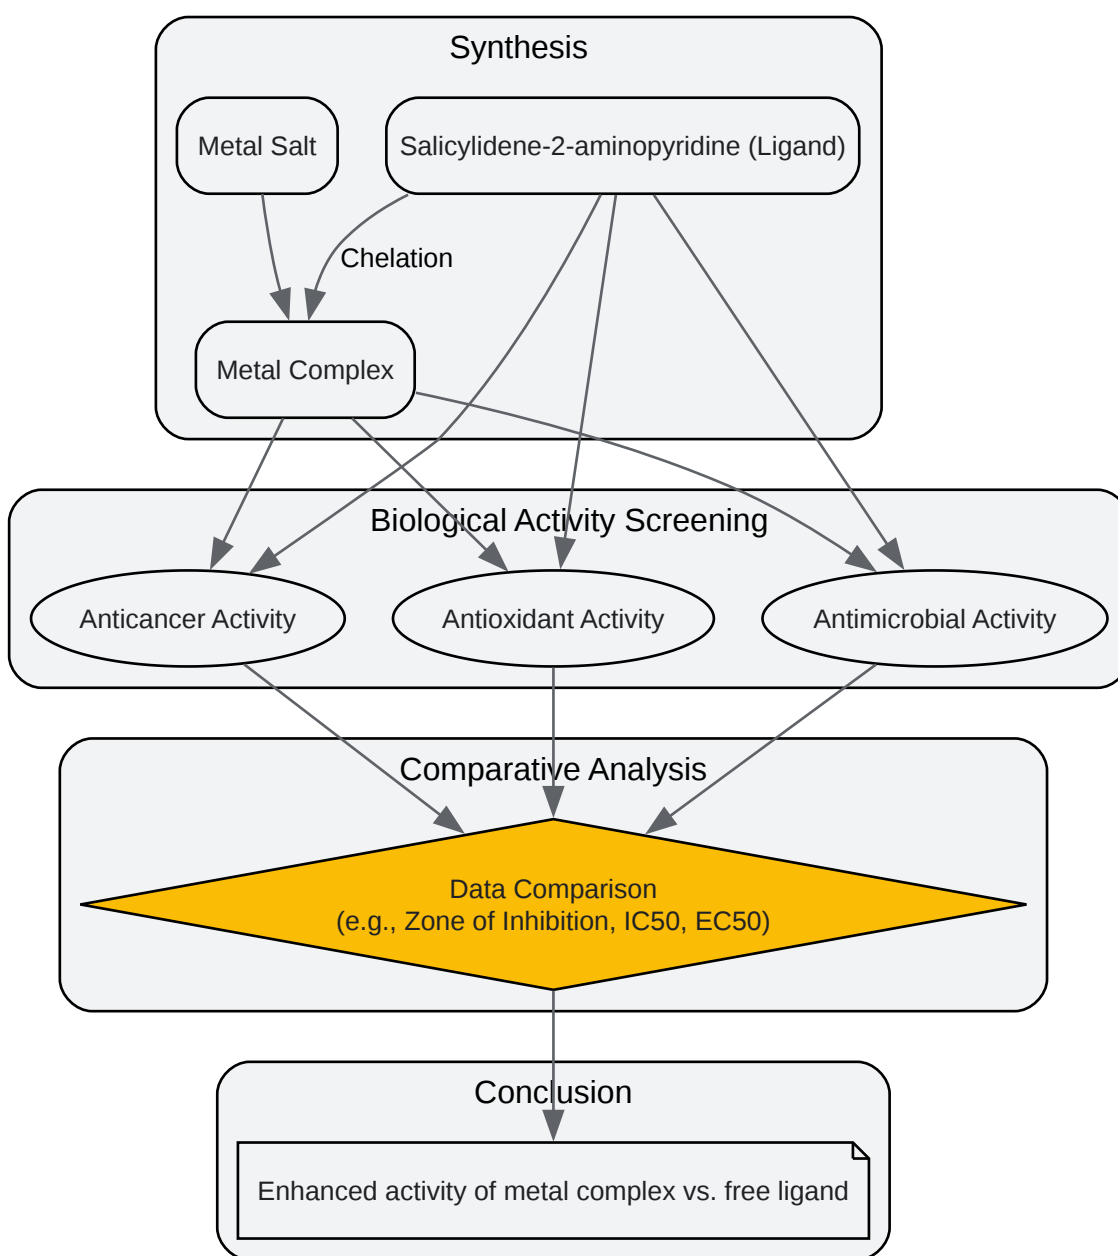 Synthesis
Metal Salt
Salicylidene-2-aminopyridine (Ligand)
Chelation
Metal Complex
Biological Activity Screening
Anticancer Activity
Antioxidant Activity
Antimicrobial Activity
Comparative Analysis
Data Comparison
(e.g., Zone of Inhibition, IC50, EC50)
Conclusion
Enhanced activity of metal complex vs. free ligand